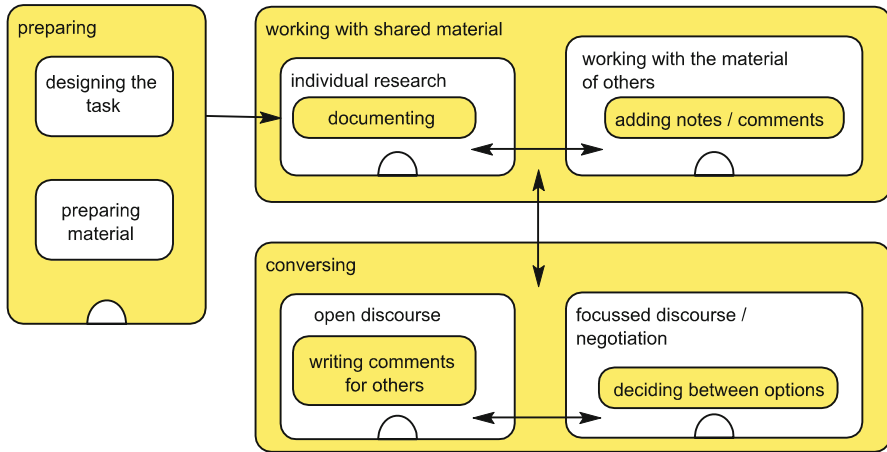 preparing
designing the
task
preparing
material
working with shared material
individual research
documenting
working with the material
of others
adding notes / comments
conversing
open discourse
writing comments
for others
focussed discourse /
negotiation
deciding between options